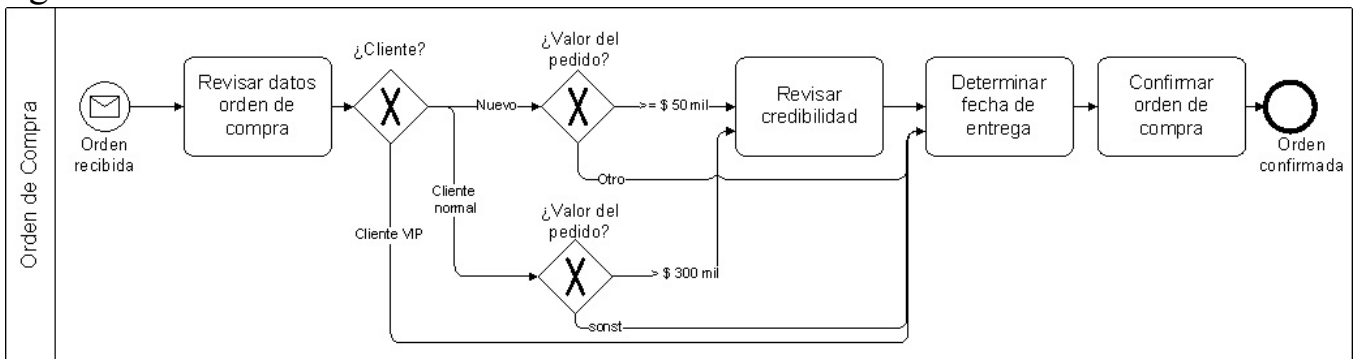 Orden de Compra
Orden
recibida
Revisar datos
orden de
compra
¿Cliente?
Nuevo
Cliente
normal
Cliente VIP
¿Valor del
pedido?
>= $ 50 mil
Otro
¿Valor del
pedido?
> $ 300 mil
sonst
Revisar
credibilidad
Determinar
fecha de
entrega
Confirmar
orden de
compra
Orden
confirmada